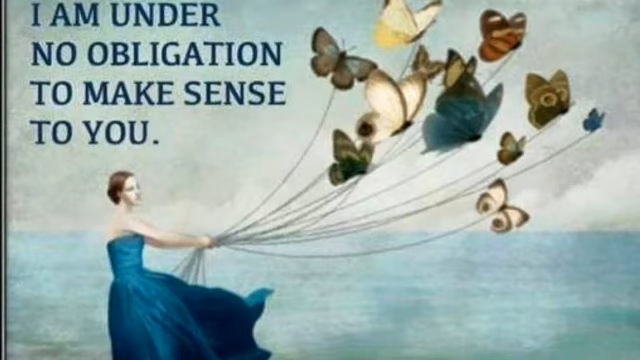 I AM UNDER
NO OBLIGATION
TO MAKE SENSE
TO YOU.